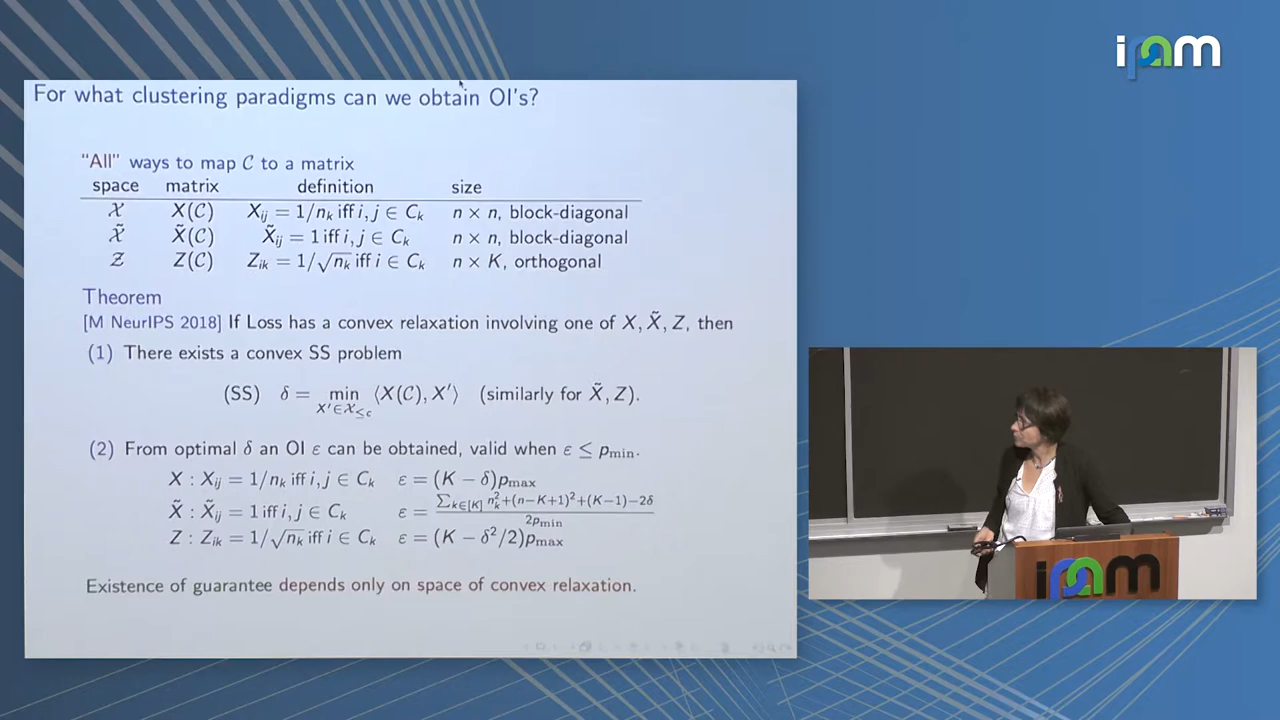 ipam
For what clustering paradigms can we obtain OI's?
"All" ways to map 𝒞 to a matrix
space matrix definition size
𝒳 X(𝒞) X_ij = 1/n_k iff i, j ∈ C_k n × n, block-diagonal
𝒳̃ X̃(𝒞) X̃_ij = 1 iff i, j ∈ C_k n × n, block-diagonal
𝒵 Z(𝒞) Z_ik = 1/√n_k iff i ∈ C_k n × K, orthogonal
Theorem
[M NeurIPS 2018] If Loss has a convex relaxation involving one of X, X̃, Z, then
(1) There exists a convex SS problem
(SS) δ = min_{X'∈𝒳_≤c} ⟨X(𝒞), X'⟩ (similarly for X̃, Z).
(2) From optimal δ an OI ε can be obtained, valid when ε ≤ p_min.
X : X_ij = 1/n_k iff i, j ∈ C_k ε = (K − δ)p_max
X̃ : X̃_ij = 1 iff i, j ∈ C_k ε = (∑_{k∈[K]} n_k^2+(n−K+1)^2+(K−1)−2δ)/(2p_min)
Z : Z_ik = 1/√n_k iff i ∈ C_k ε = (K − δ^2/2)p_max
Existence of guarantee depends only on space of convex relaxation.
ipam